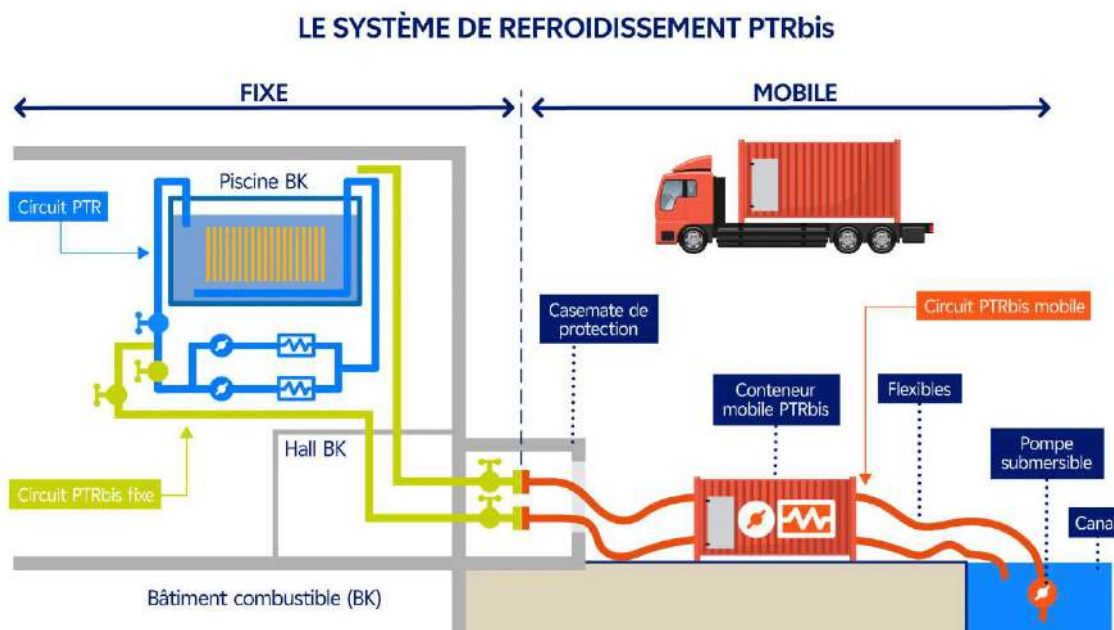 LE SYSTÈME DE REFROIDISSEMENT PTRbis
FIXE
MOBILE
Piscine BK
Circuit PTR
Casemate de
protection
Circuit PTRbis mobile
Conteneur
mobile PTRbis
Flexibles
Hall BK
Pompe
submersible
Circuit PTRbis fixe
Cana
Bâtiment combustible (BK)